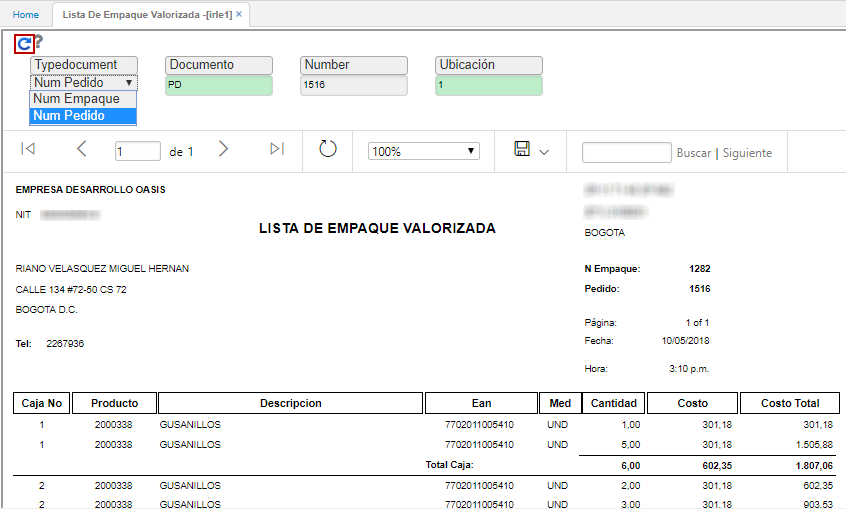 Home Lista De Empaque Valorizada -[irle1] ×
?
Typedocument Documento Number Ubicación
Num Pedido PD 1516 1
Num Empaque
Num Pedido
1 de 1 100% Buscar | Siguiente
EMPRESA DESARROLLO OASIS
NIT
LISTA DE EMPAQUE VALORIZADA
BOGOTA
RIANO VELASQUEZ MIGUEL HERNAN N Empaque: 1282
CALLE 134 #72-50 CS 72 Pedido: 1516
BOGOTA D.C.
Página: 1 of 1
Tel: 2267936 Fecha: 10/05/2018
Hora: 3:10 p.m.
Caja No Producto Descripcion Ean Med Cantidad Costo Costo Total
1 2000338 GUSANILLOS 7702011005410 UND 1,00 301,18 301,18
1 2000338 GUSANILLOS 7702011005410 UND 5,00 301,18 1.505,88
Total Caja: 6,00 602,35 1.807,06
2 2000338 GUSANILLOS 7702011005410 UND 2,00 301,18 602,35
2 2000338 GUSANILLOS 7702011005410 UND 3,00 301,18 903,53